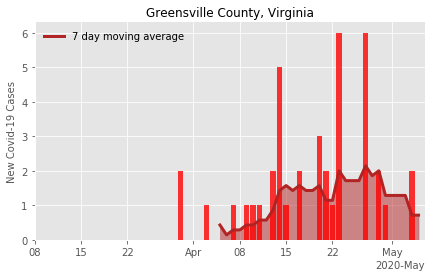 Greensville County, Virginia
7 day moving average
New Covid-19 Cases
6
5
4
3
2
1
0
08 15 22 Apr 08 15 22 May
2020-May